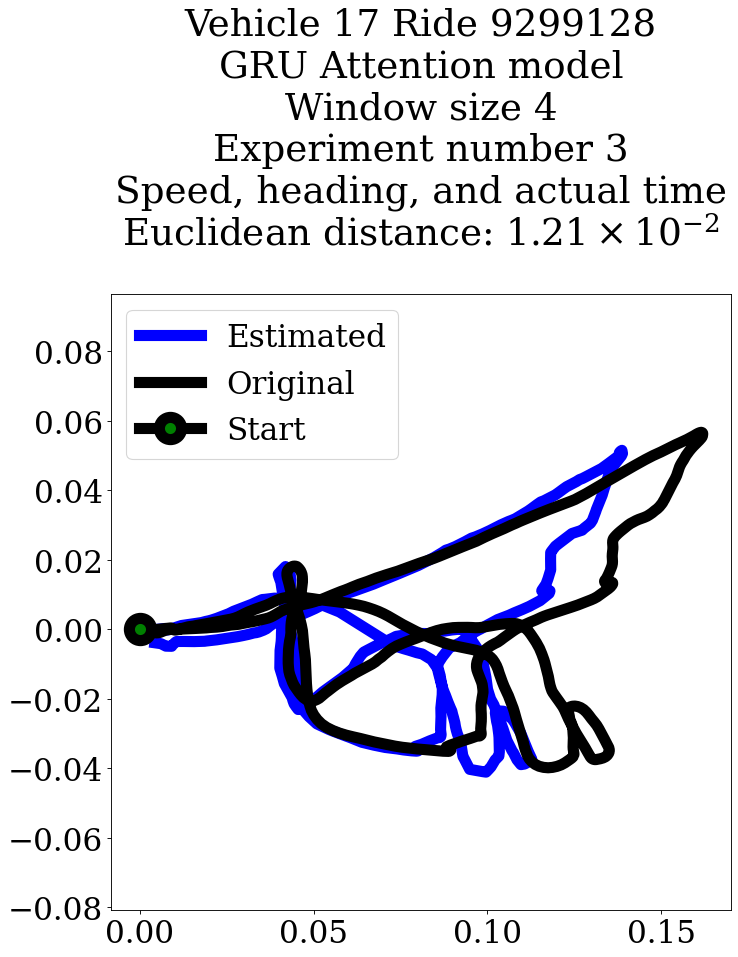 Vehicle 17 Ride 9299128
GRU Attention model
Window size 4
Experiment number 3
Speed, heading, and actual time
Euclidean distance: 1.21 × 10⁻²
Estimated
Original
Start
0.08
0.06
0.04
0.02
0.00
−0.02
−0.04
−0.06
−0.08
0.00 0.05 0.10 0.15